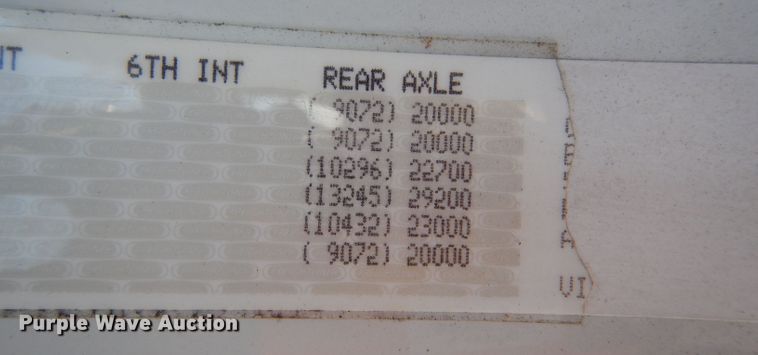 6TH INT REAR AXLE
( 9072) 20000
( 9072) 20000
(10296) 22700
(13245) 29200
(10432) 23000
( 9072) 20000
A
VI
Purple Wave Auction